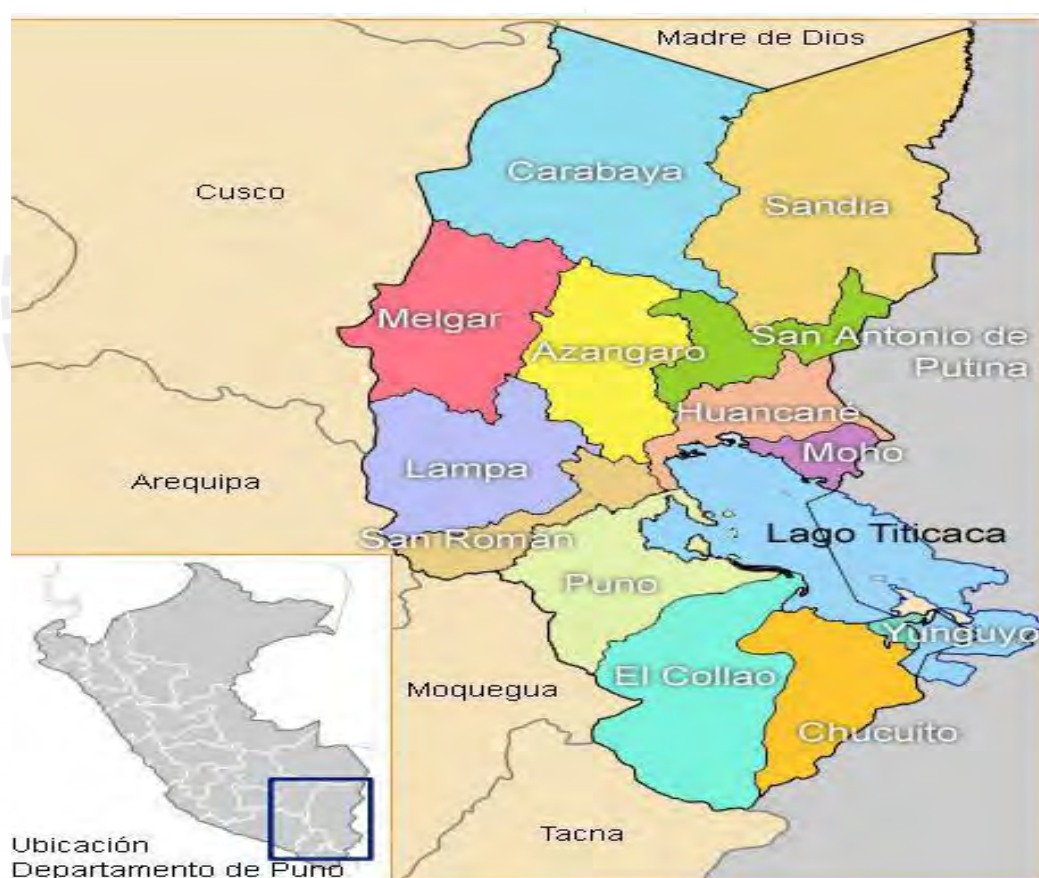 Madre de Dios
Carabaya
Cusco
Sandia
Melgar
Azangaro
San Antonio de
Putina
Huancané
Moho
Lampa
Arequipa
San Román
Lago Titicaca
Puno
Yunguyo
El Collao
Moquegua
Chucuito
Tacna
Ubicación
Departamento de Puno